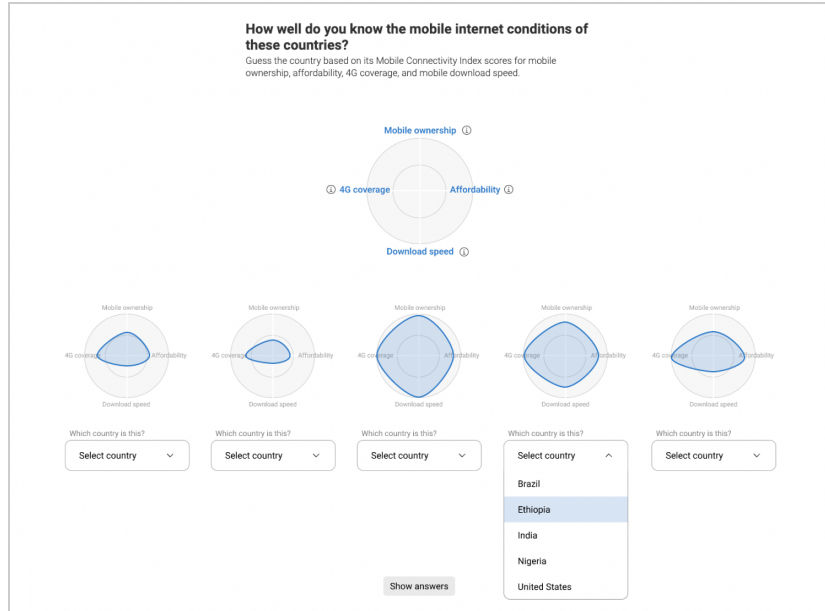 How well do you know the mobile internet conditions of
these countries?
Guess the country based on its Mobile Connectivity Index scores for mobile
ownership, affordability, 4G coverage, and mobile download speed.
Mobile ownership
4G coverage
Affordability
Download speed
Mobile ownership
4G coverage
Affordability
Download speed
Which country is this?
Select country
Mobile ownership
4G coverage
Affordability
Download speed
Which country is this?
Select country
Mobile ownership
4G coverage
Affordability
Download speed
Which country is this?
Select country
Mobile ownership
4G coverage
Affordability
Download speed
Which country is this?
Select country
Brazil
Ethiopia
India
Nigeria
United States
Mobile ownership
4G coverage
Affordability
Download speed
Which country is this?
Select country
Show answers